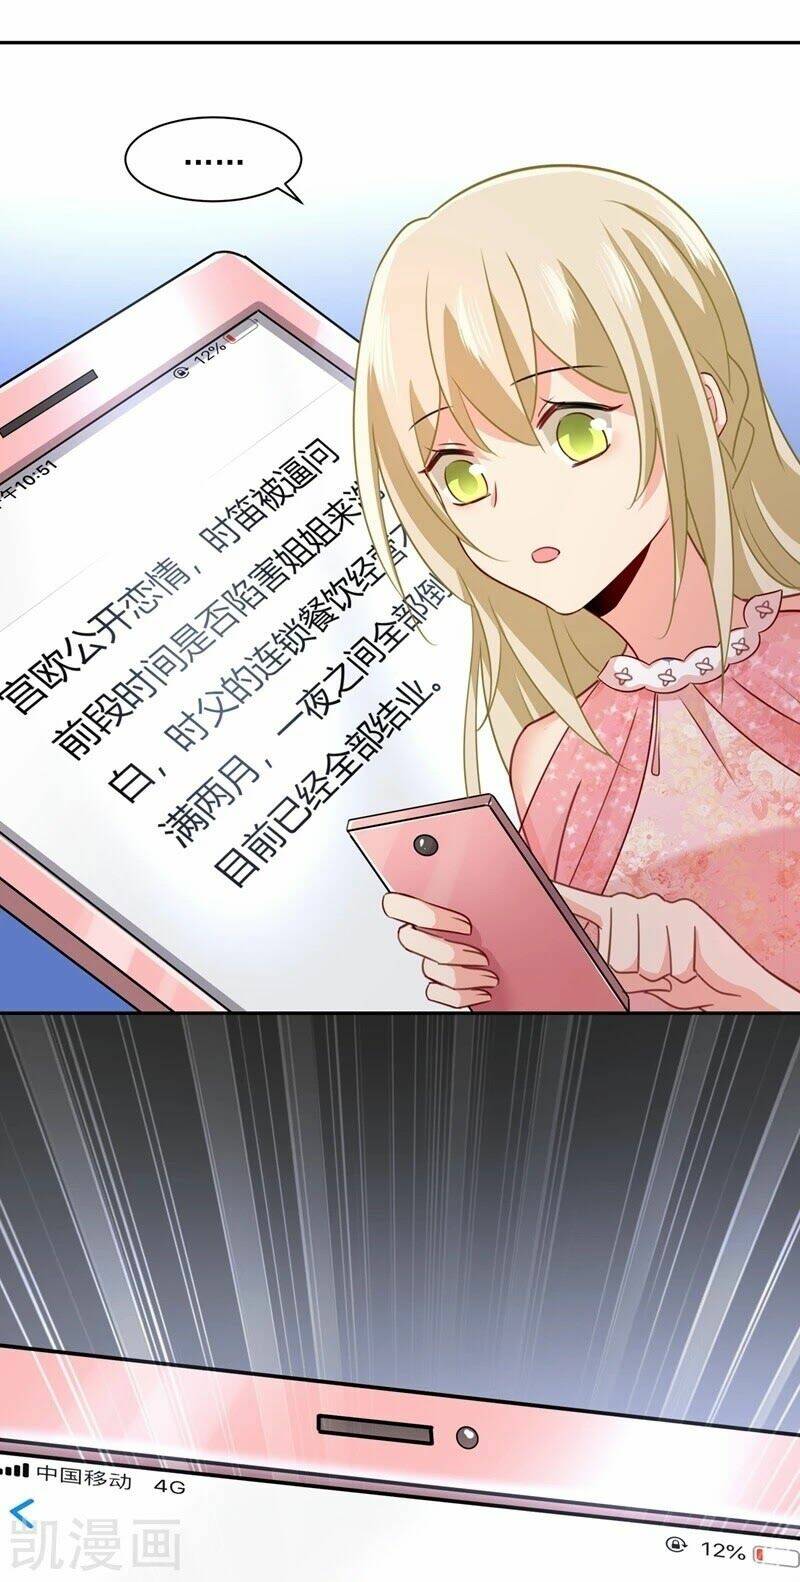 ……
12%
午10:51
宫欧公开恋情，时笛被逼问
前段时间是否陷害姐姐来
白，时父的连锁餐饮经营
满两月，一夜之间全部倒
目前已经全部结业。
中国移动 4G
<
凯漫画
12%